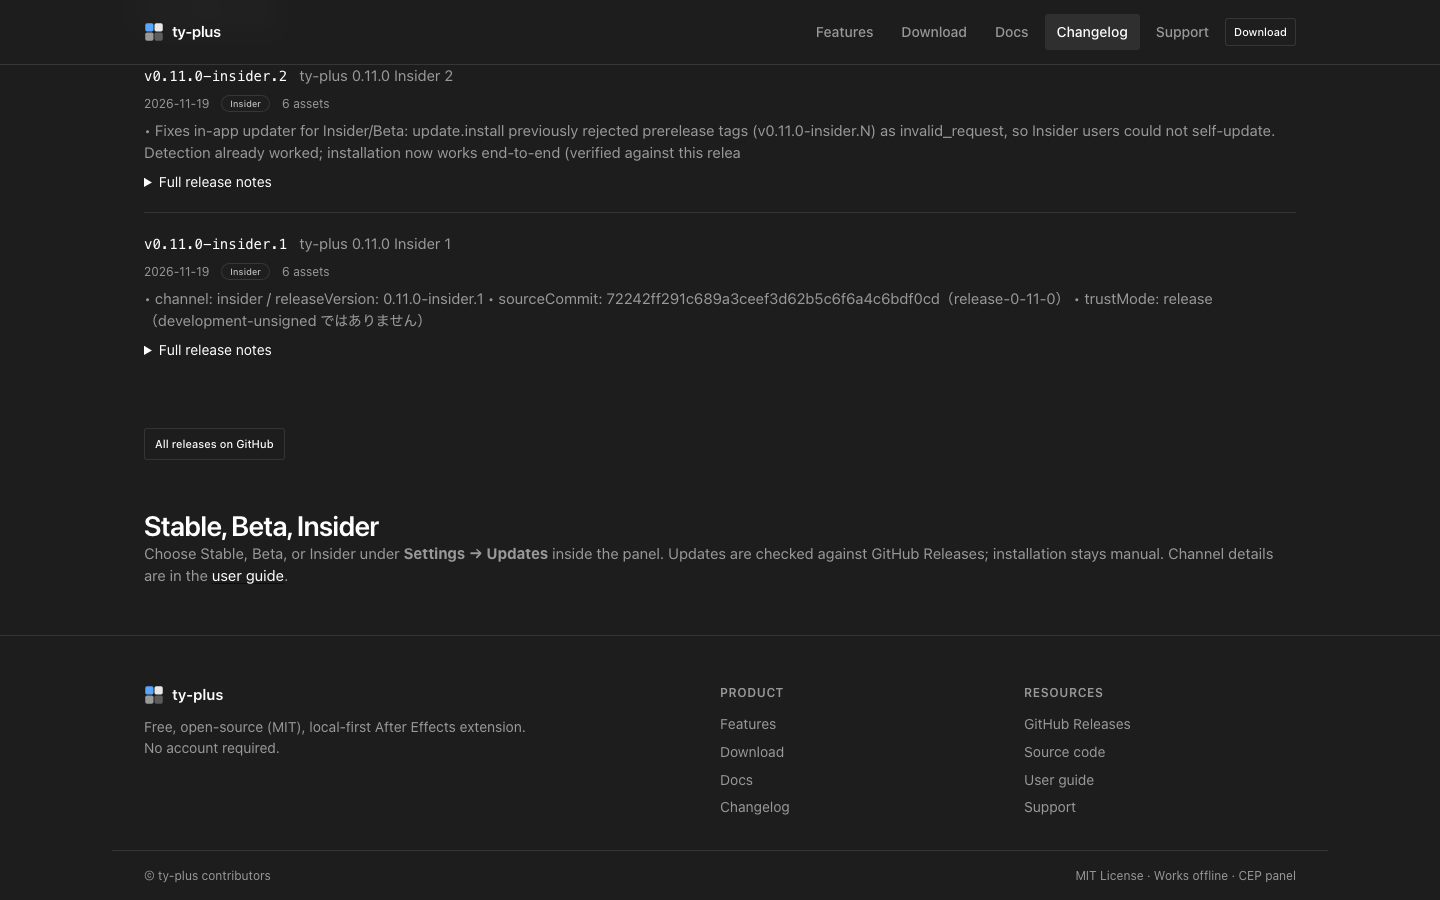 ty-plus
Features
Download
Docs
Changelog
Support
Download
v0.11.0-insider.2 ty-plus 0.11.0 Insider 2
2026-11-19 Insider 6 assets
• Fixes in-app updater for Insider/Beta: update.install previously rejected prerelease tags (v0.11.0-insider.N) as invalid_request, so Insider users could not self-update.
Detection already worked; installation now works end-to-end (verified against this relea
▶ Full release notes
v0.11.0-insider.1 ty-plus 0.11.0 Insider 1
2026-11-19 Insider 6 assets
• channel: insider / releaseVersion: 0.11.0-insider.1 • sourceCommit: 72242ff291c689a3ceef3d62b5c6f6a4c6bdf0cd（release-0-11-0） • trustMode: release
（development-unsigned ではありません）
▶ Full release notes
All releases on GitHub
Stable, Beta, Insider
Choose Stable, Beta, or Insider under Settings → Updates inside the panel. Updates are checked against GitHub Releases; installation stays manual. Channel details
are in the user guide.
ty-plus
Free, open-source (MIT), local-first After Effects extension.
No account required.
PRODUCT
Features
Download
Docs
Changelog
RESOURCES
GitHub Releases
Source code
User guide
Support
© ty-plus contributors
MIT License · Works offline · CEP panel